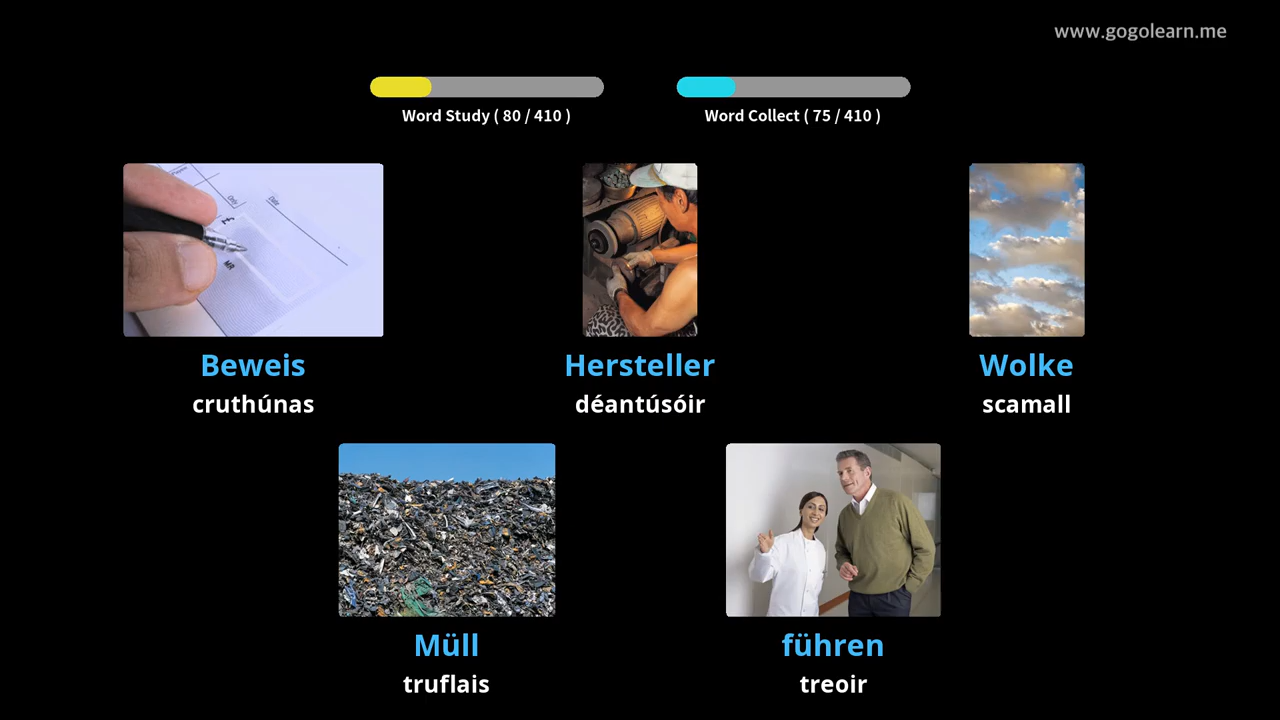 www.gogolearn.me
Word Study ( 80 / 410 )
Word Collect ( 75 / 410 )
Beweis
cruthúnas
Hersteller
déantúsóir
Wolke
scamall
Müll
truflais
führen
treoir